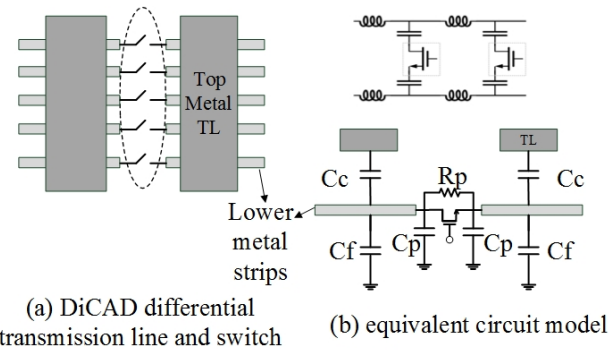 Top
Metal
TL
Lower
metal
strips
(a) DiCAD differential
transmission line and switch
TL
Cc
Rp
Cc
Cf
Cp
Cp
Cf
(b) equivalent circuit model